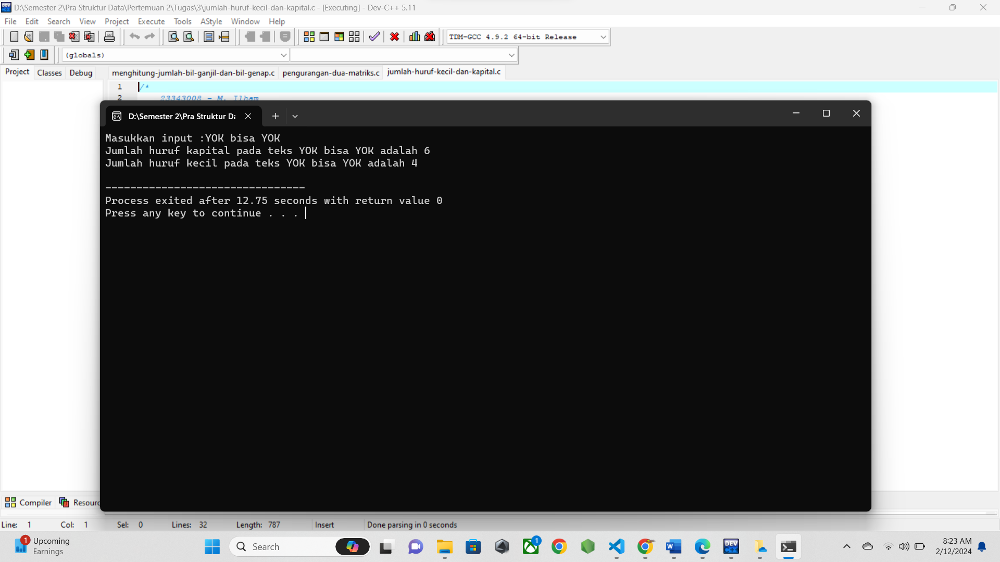 D:\Semester 2\Pra Struktur Data\Pertemuan 2\Tugas\3\jumlah-huruf-kecil-dan-kapital.c - [Executing] - Dev-C++ 5.11
File Edit Search View Project Execute Tools AStyle Window Help
TDM-GCC 4.9.2 64-bit Release
(globals)
Project Classes Debug menghitung-jumlah-bil-ganjil-dan-bil-genap.c pengurangan-dua-matriks.c jumlah-huruf-kecil-dan-kapital.c
1 /*
2 23343008 - M. Ilham
D:\Semester 2\Pra Struktur Da
Masukkan input :YOK bisa YOK
Jumlah huruf kapital pada teks YOK bisa YOK adalah 6
Jumlah huruf kecil pada teks YOK bisa YOK adalah 4
--------------------------------
Process exited after 12.75 seconds with return value 0
Press any key to continue . . .
Compiler Resourc
Line: 1 Col: 1 Sel: 0 Lines: 32 Length: 787 Insert Done parsing in 0 seconds
1 Upcoming
Earnings
Search
1
W
DEV
C++
8:23 AM
2/12/2024